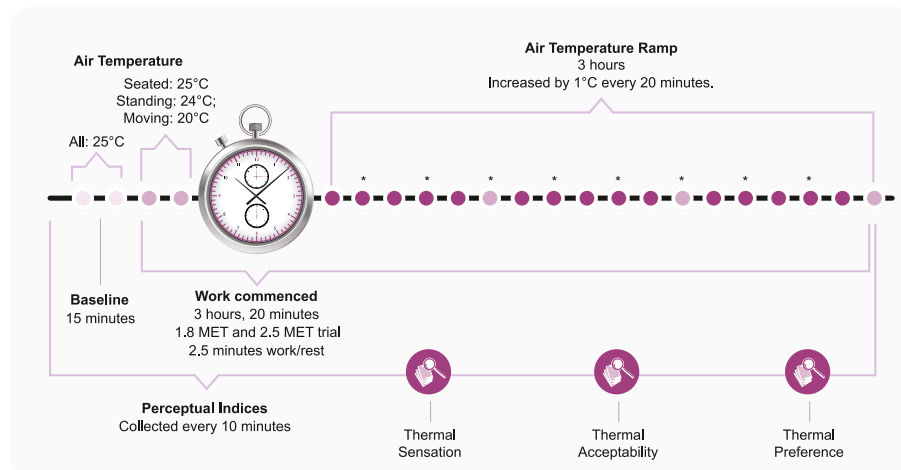 Air Temperature
Seated: 25°C
Standing: 24°C;
Moving: 20°C
All: 25°C
Air Temperature Ramp
3 hours
Increased by 1°C every 20 minutes.
* * * * * * * *
Baseline
15 minutes
Work commenced
3 hours, 20 minutes
1.8 MET and 2.5 MET trial
2.5 minutes work/rest
Perceptual Indices
Collected every 10 minutes
Thermal
Sensation
Thermal
Acceptability
Thermal
Preference